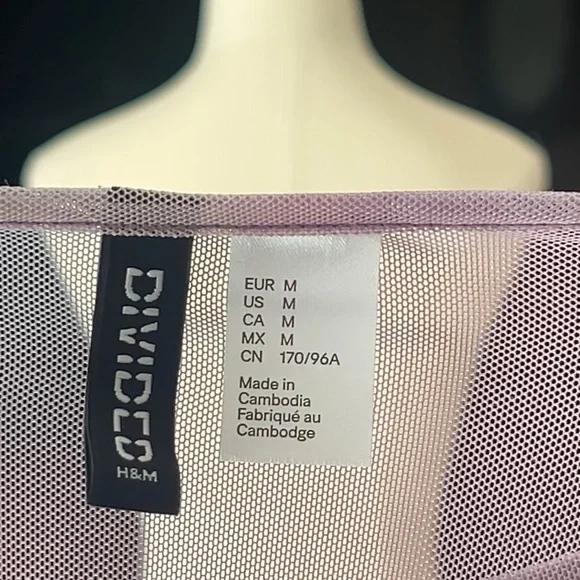 DIVIDED
H&M
EUR M
US M
CA M
MX M
CN 170/96A
Made in
Cambodia
Fabriqué au
Cambodge